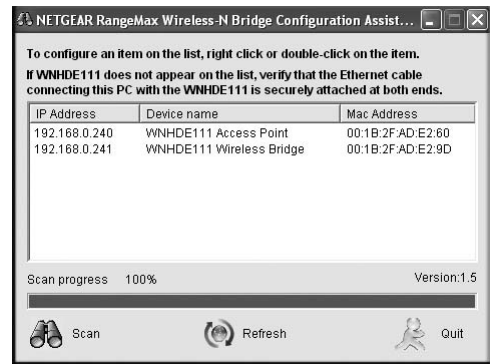 NETGEAR RangeMax Wireless-N Bridge Configuration Assist...
To configure an item on the list, right click or double-click on the item.
If WNHDE111 does not appear on the list, verify that the Ethernet cable
connecting this PC with the WNHDE111 is securely attached at both ends.
IP Address Device name Mac Address
192.168.0.240 WNHDE111 Access Point 00:1B:2F:AD:E2:60
192.168.0.241 WNHDE111 Wireless Bridge 00:1B:2F:AD:E2:9D
Scan progress 100% Version:1.5
Scan Refresh Quit